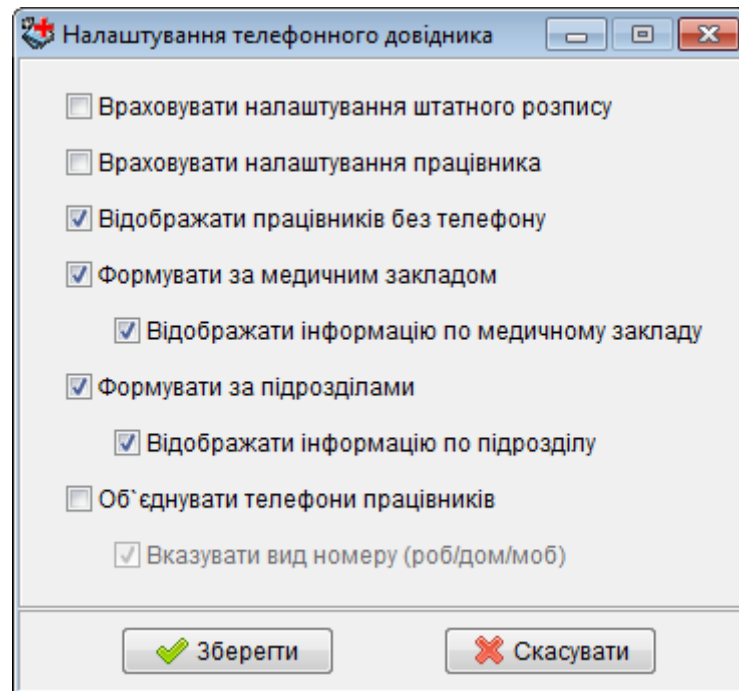 Налаштування телефонного довідника
Враховувати налаштування штатного розпису
Враховувати налаштування працівника
Відображати працівників без телефону
Формувати за медичним закладом
Відображати інформацію по медичному закладу
Формувати за підрозділами
Відображати інформацію по підрозділу
Об`єднувати телефони працівників
Вказувати вид номеру (роб/дом/моб)
Зберегти
Скасувати